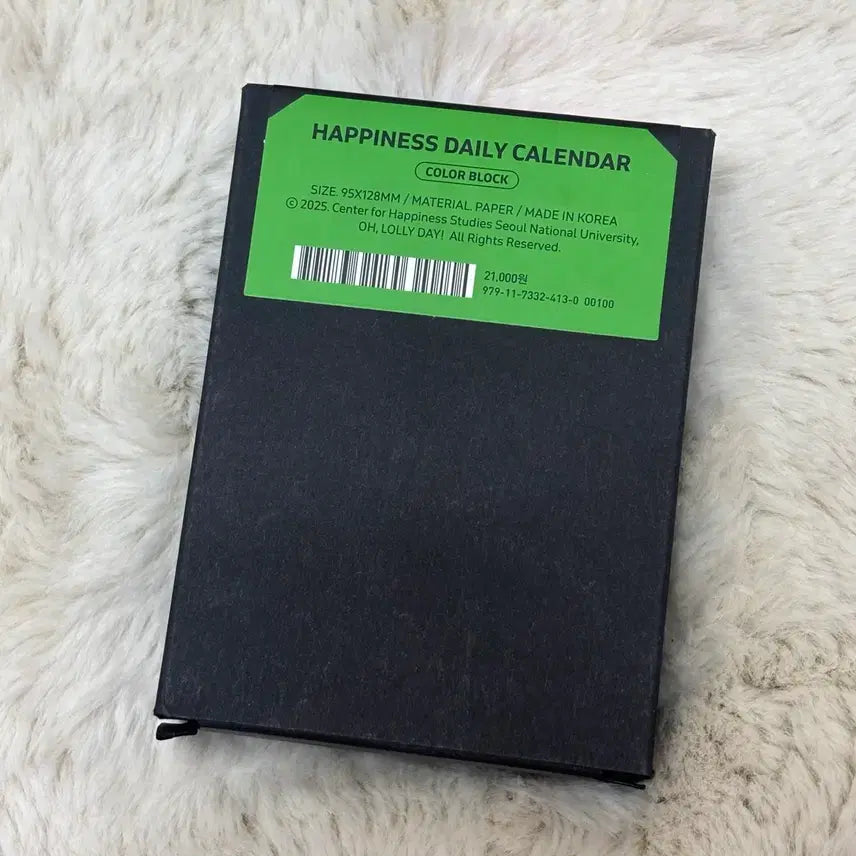 HAPPINESS DAILY CALENDAR
COLOR BLOCK
SIZE. 95X128MM / MATERIAL. PAPER / MADE IN KOREA
© 2025. Center for Happiness Studies Seoul National University,
OH, LOLLY DAY! All Rights Reserved.
21,000원
979-11-7332-413-0 00100